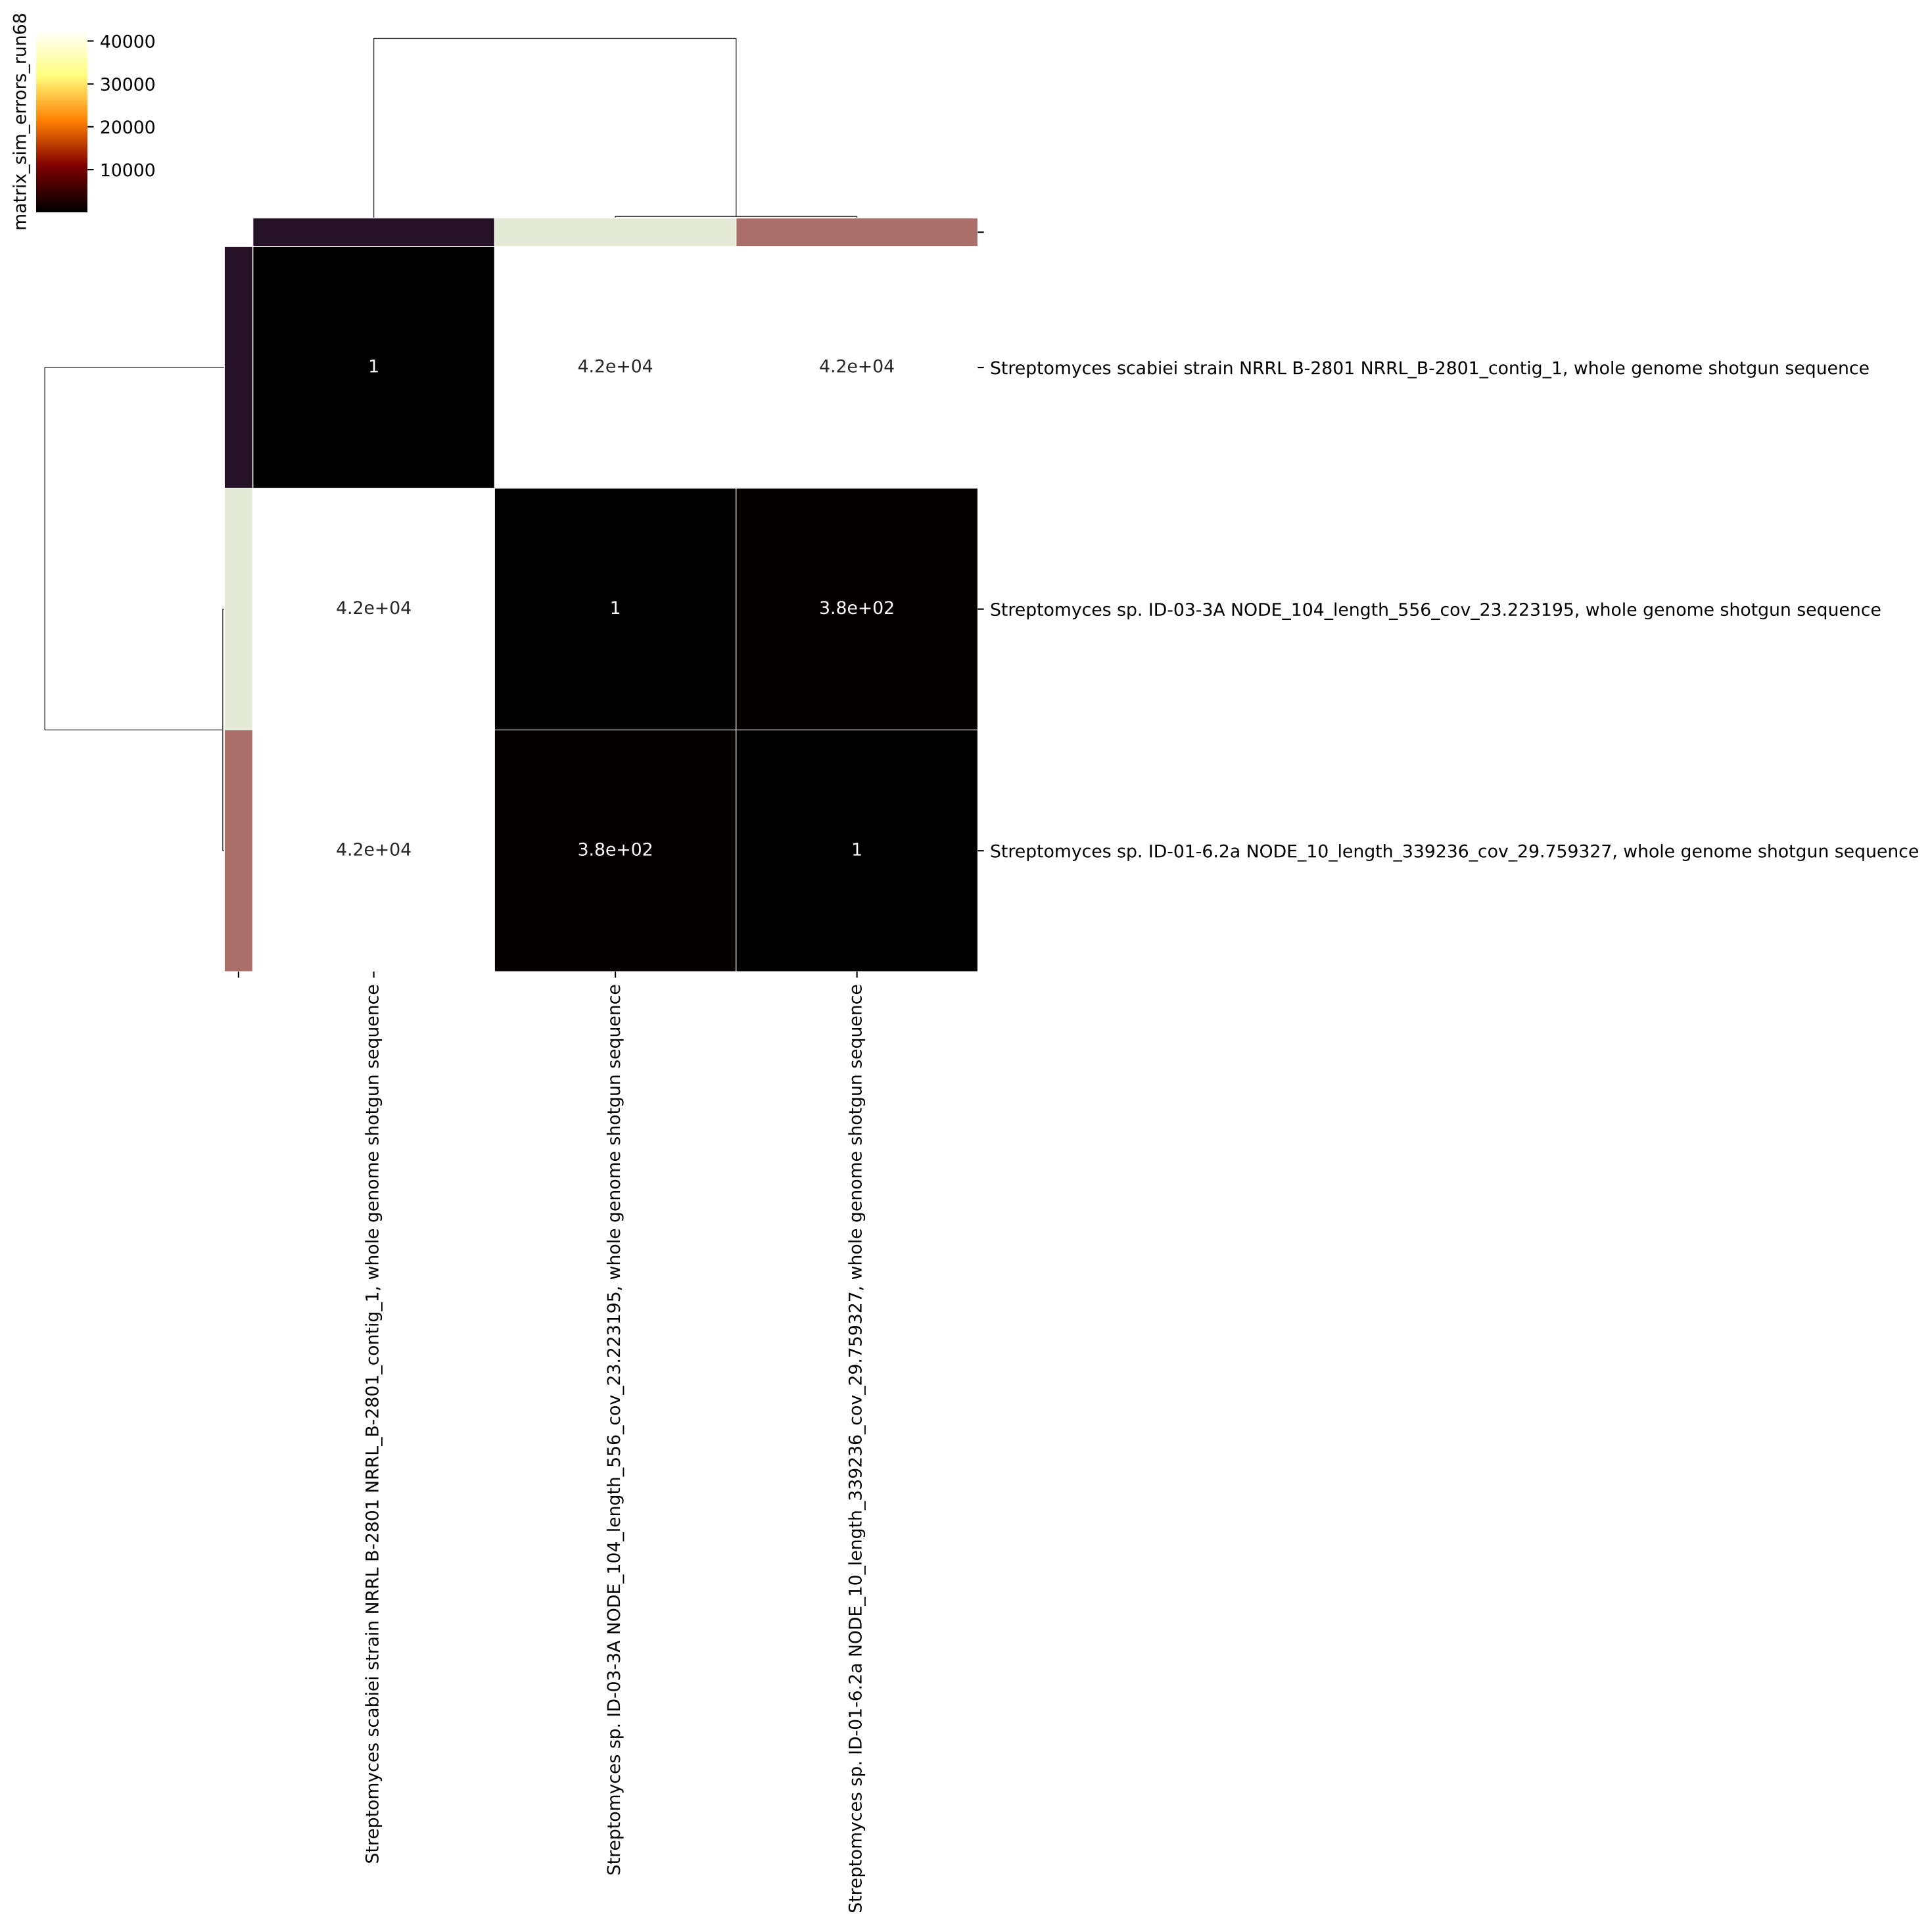 matrix_sim_errors_run68
40000
30000
20000
10000
1
4.2e+04
4.2e+04
Streptomyces scabiei strain NRRL B-2801 NRRL_B-2801_contig_1, whole genome shotgun sequence
4.2e+04
1
3.8e+02
Streptomyces sp. ID-03-3A NODE_104_length_556_cov_23.223195, whole genome shotgun sequence
4.2e+04
3.8e+02
1
Streptomyces sp. ID-01-6.2a NODE_10_length_339236_cov_29.759327, whole genome shotgun sequence
Streptomyces scabiei strain NRRL B-2801 NRRL_B-2801_contig_1, whole genome shotgun sequence
Streptomyces sp. ID-03-3A NODE_104_length_556_cov_23.223195, whole genome shotgun sequence
Streptomyces sp. ID-01-6.2a NODE_10_length_339236_cov_29.759327, whole genome shotgun sequence